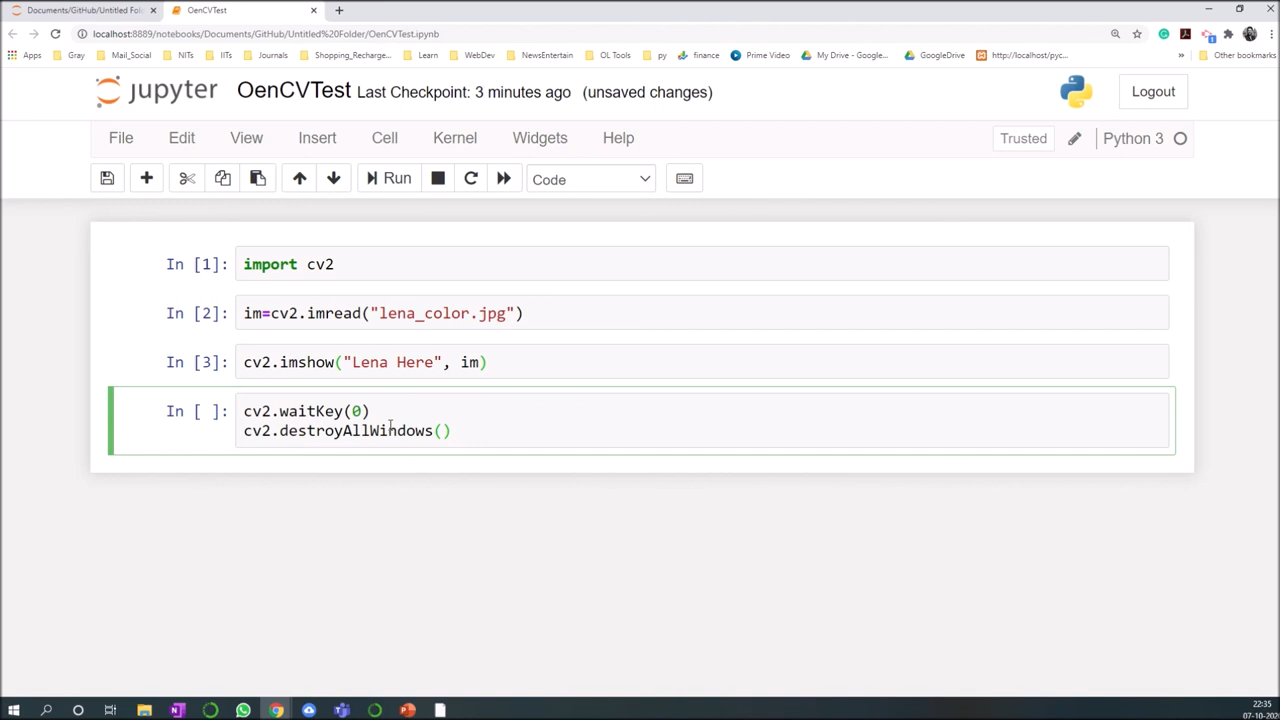 Documents/GitHub/Untitled Fol
OenCVTest
localhost:8889/notebooks/Documents/GitHub/Untitled%20Folder/OenCVTest.ipynb
Apps Gray Mail_Social NITs IITs Journals Shopping_Recharge... Learn WebDev NewsEntertain OL Tools py finance Prime Video My Drive - Google... GoogleDrive http://localhost/pyc... » Other bookmarks
jupyter OenCVTest Last Checkpoint: 3 minutes ago (unsaved changes) Logout
File Edit View Insert Cell Kernel Widgets Help Trusted Python 3
Run Code
In [1]: import cv2
In [2]: im=cv2.imread("lena_color.jpg")
In [3]: cv2.imshow("Lena Here", im)
In [ ]: cv2.waitKey(0)
cv2.destroyAllWindows()
22:35